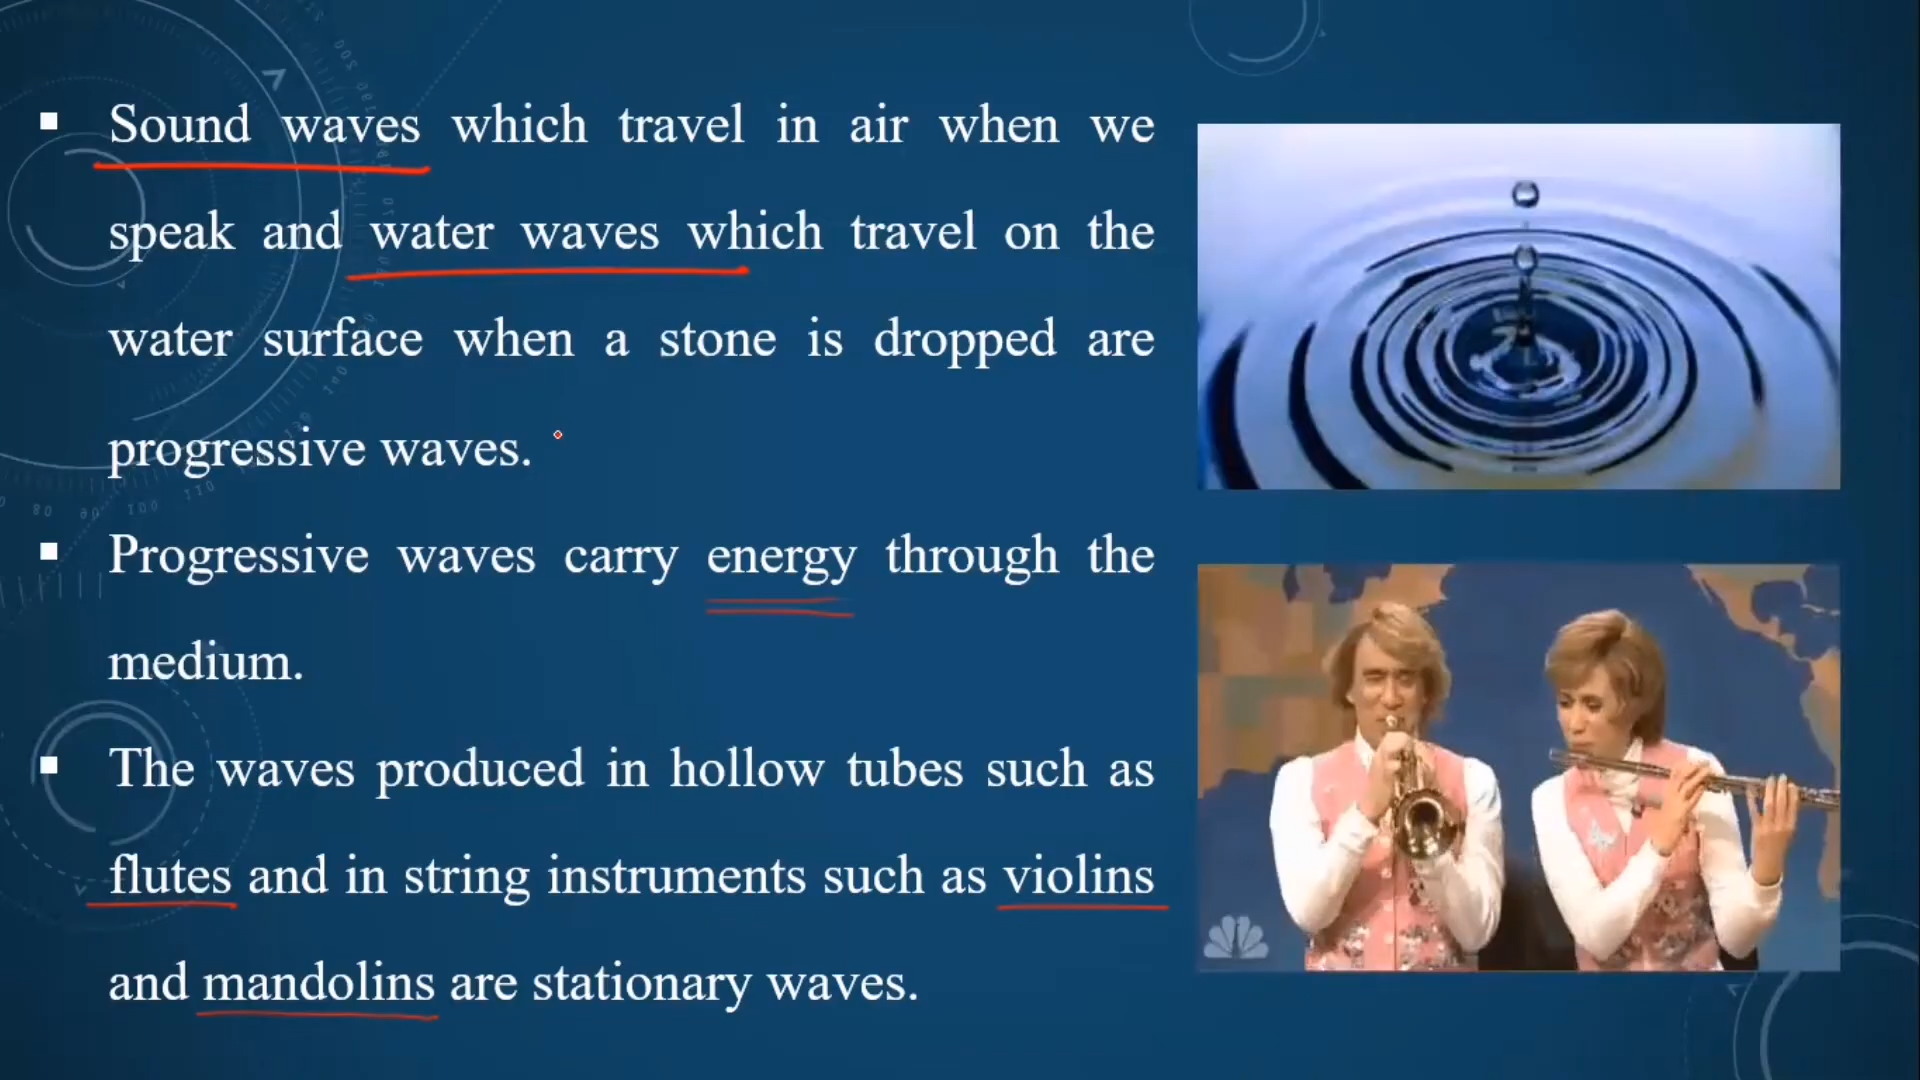 Sound waves which travel in air when we
speak and water waves which travel on the
water surface when a stone is dropped are
progressive waves.
Progressive waves carry energy through the
medium.
The waves produced in hollow tubes such as
flutes and in string instruments such as violins
and mandolins are stationary waves.